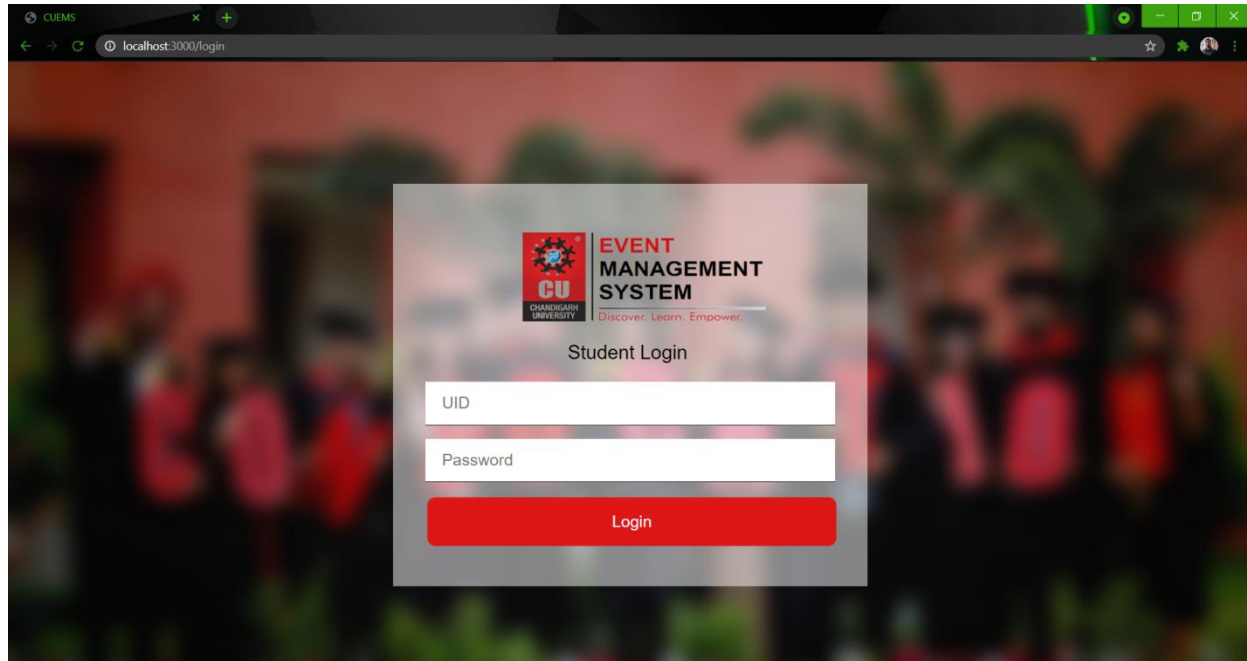 CUEMS
localhost:3000/login
EVENT
MANAGEMENT
SYSTEM
CU
CHANDIGARH
UNIVERSITY
Discover. Learn. Empower.
Student Login
UID
Password
Login